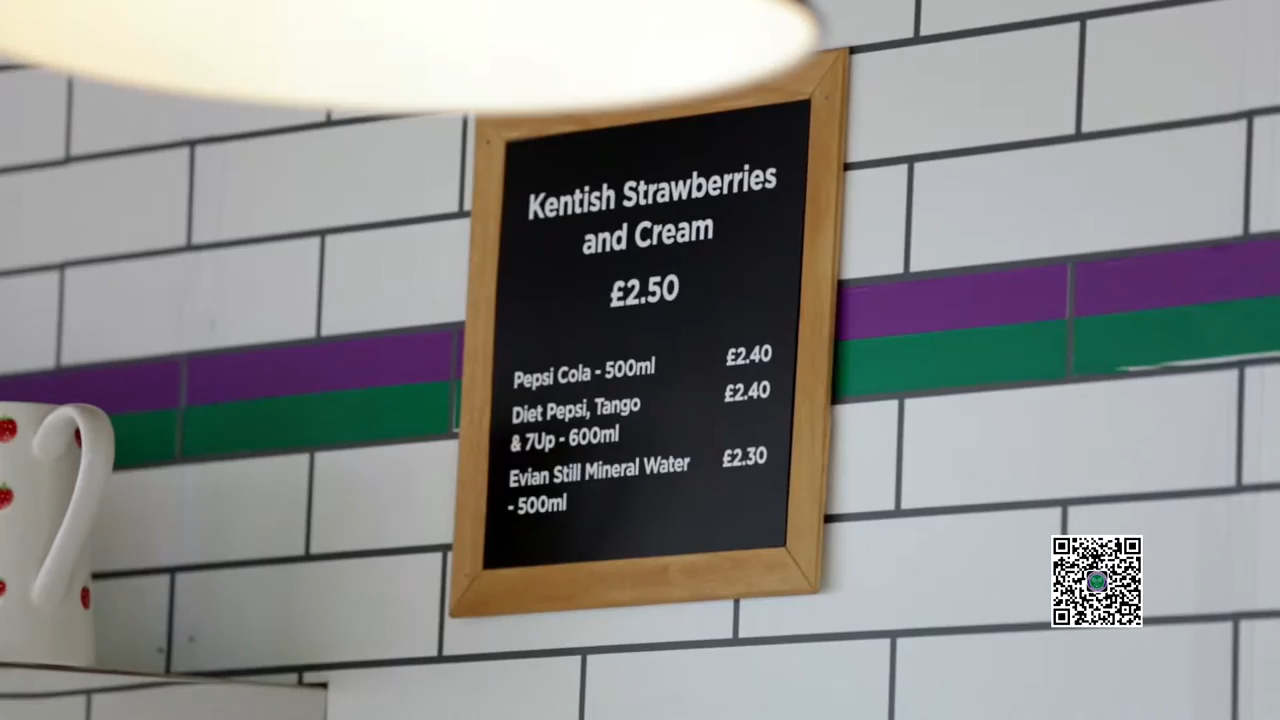 Kentish Strawberries
and Cream
£2.50
Pepsi Cola - 500ml £2.40
Diet Pepsi, Tango £2.40
& 7Up - 600ml
Evian Still Mineral Water £2.30
- 500ml